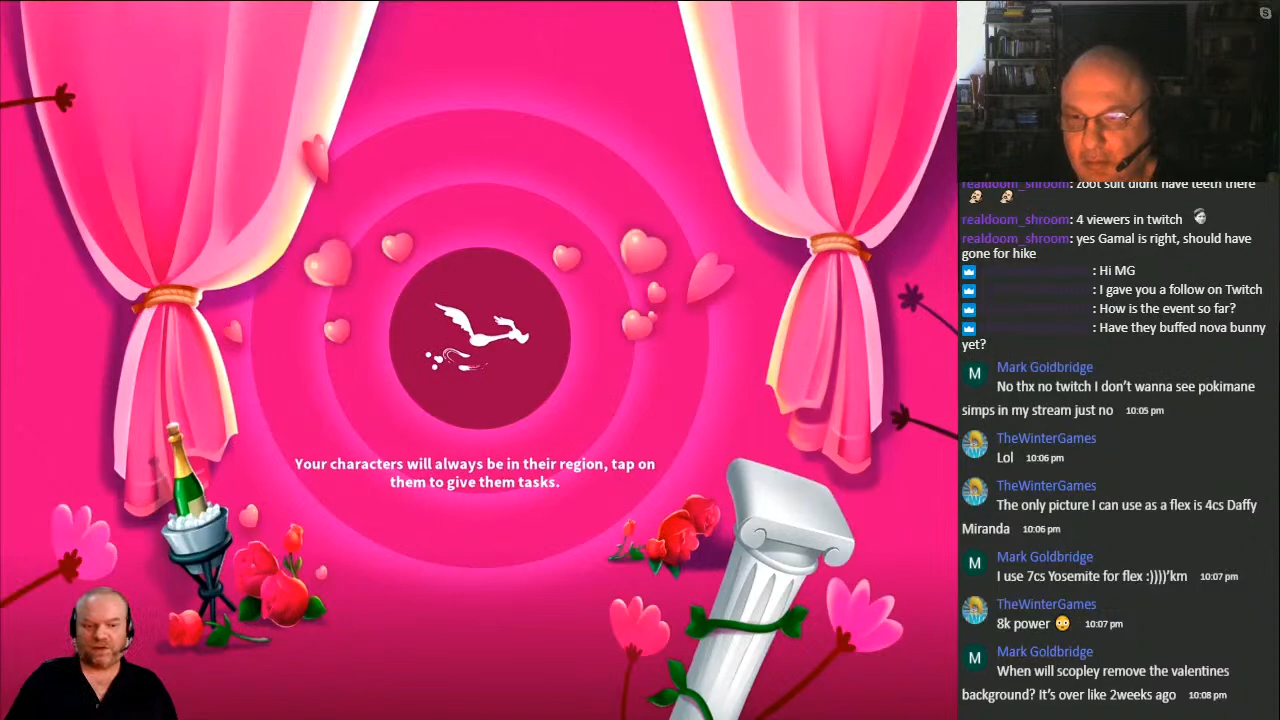 Your characters will always be in their region, tap on
them to give them tasks.
realdoom_shroom: zoot suit didnt have teeth there
realdoom_shroom: 4 viewers in twitch
realdoom_shroom: yes Gamal is right, should have
gone for hike
: Hi MG
: I gave you a follow on Twitch
: How is the event so far?
: Have they buffed nova bunny
yet?
M
Mark Goldbridge
No thx no twitch I don’t wanna see pokimane
simps in my stream just no 10:05 pm
TheWinterGames
Lol 10:06 pm
TheWinterGames
The only picture I can use as a flex is 4cs Daffy
Miranda 10:06 pm
M
Mark Goldbridge
I use 7cs Yosemite for flex :))))’km 10:07 pm
TheWinterGames
8k power 😳 10:07 pm
M
Mark Goldbridge
When will scopley remove the valentines
background? It’s over like 2weeks ago 10:08 pm